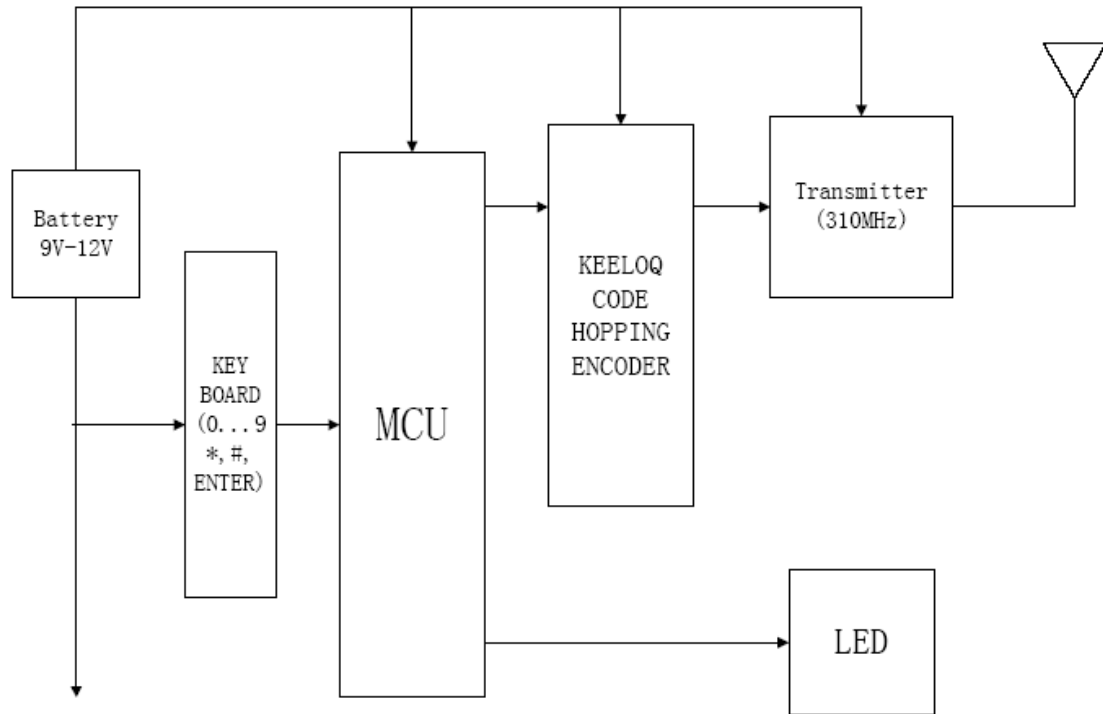 Battery
9V-12V
KEY
BOARD
(0...9
*,#,
ENTER)
MCU
KEELOQ
CODE
HOPPING
ENCODER
Transmitter
(310MHz)
LED